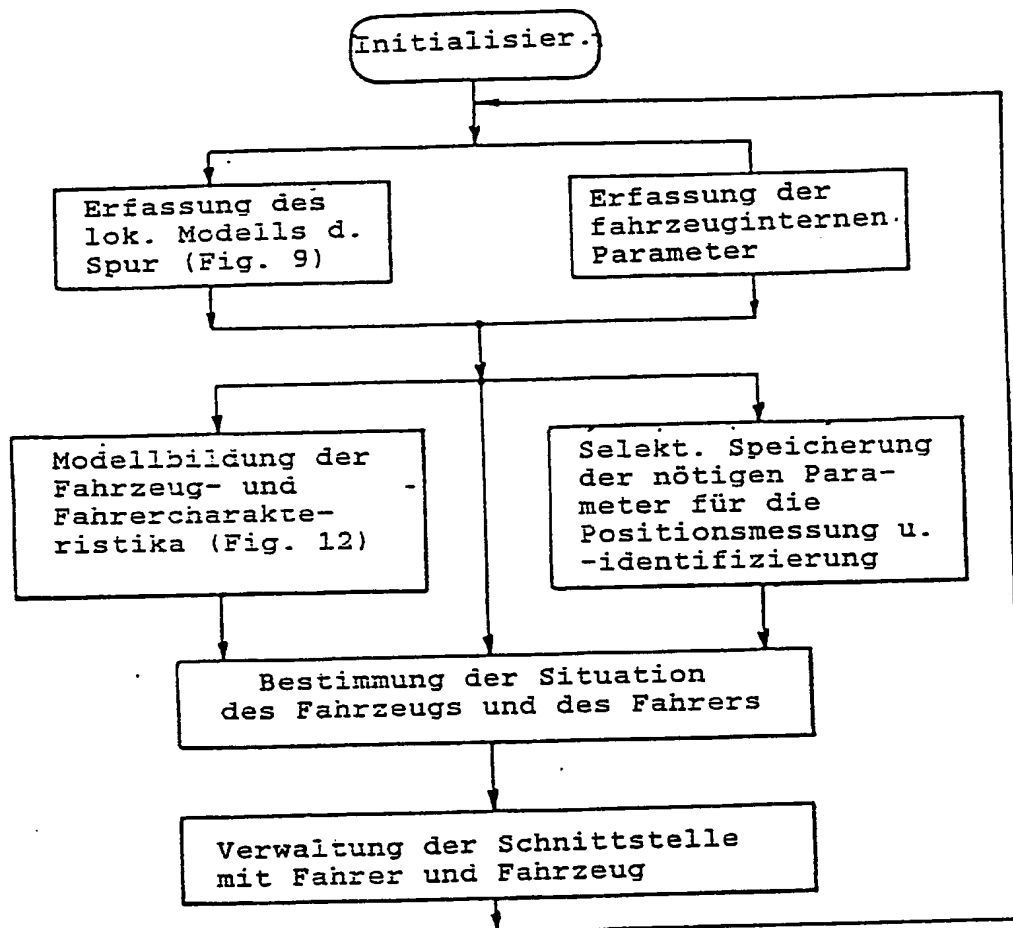 Initialisier.
Erfassung des
lok. Modells d.
Spur (Fig. 9)
Erfassung der
fahrzeuginternen
Parameter
Modellbildung der
Fahrzeug- und
Fahrercharakte-
ristika (Fig. 12)
Selekt. Speicherung
der nötigen Para-
meter für die
Positionsmessung u.
-identifizierung
Bestimmung der Situation
des Fahrzeugs und des Fahrers
Verwaltung der Schnittstelle
mit Fahrer und Fahrzeug